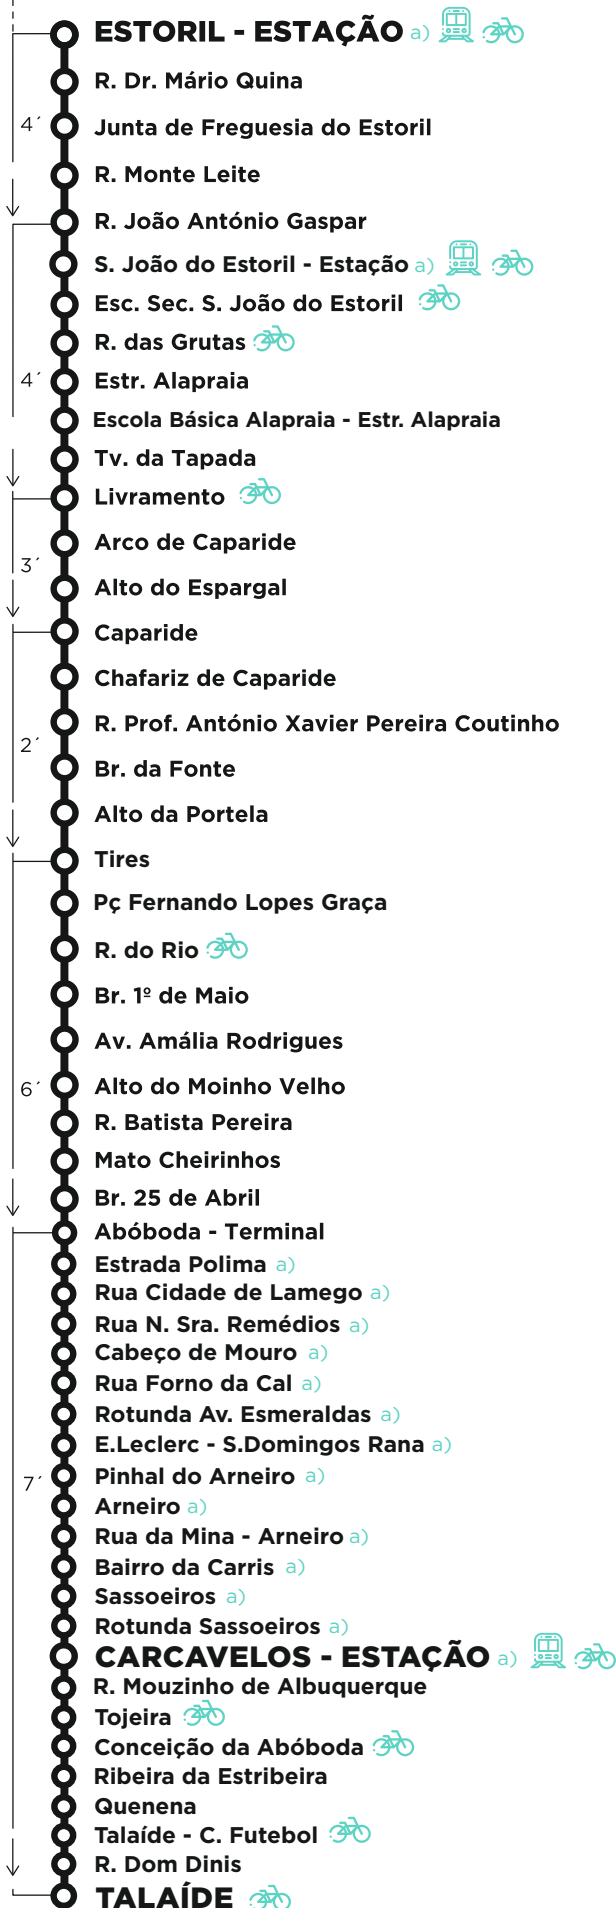 ESTORIL - ESTAÇÃO a)
R. Dr. Mário Quina
4´
Junta de Freguesia do Estoril
R. Monte Leite
R. João António Gaspar
S. João do Estoril - Estação a)
Esc. Sec. S. João do Estoril
R. das Grutas
4´
Estr. Alapraia
Escola Básica Alapraia - Estr. Alapraia
Tv. da Tapada
Livramento
Arco de Caparide
3´
Alto do Espargal
Caparide
Chafariz de Caparide
R. Prof. António Xavier Pereira Coutinho
2´
Br. da Fonte
Alto da Portela
Tires
Pç Fernando Lopes Graça
R. do Rio
Br. 1º de Maio
Av. Amália Rodrigues
6´
Alto do Moinho Velho
R. Batista Pereira
Mato Cheirinhos
Br. 25 de Abril
Abóboda - Terminal
Estrada Polima a)
Rua Cidade de Lamego a)
Rua N. Sra. Remédios a)
Cabeço de Mouro a)
Rua Forno da Cal a)
Rotunda Av. Esmeraldas a)
E.Leclerc - S.Domingos Rana a)
7´
Pinhal do Arneiro a)
Arneiro a)
Rua da Mina - Arneiro a)
Bairro da Carris a)
Sassoeiros a)
Rotunda Sassoeiros a)
CARCAVELOS - ESTAÇÃO a)
R. Mouzinho de Albuquerque
Tojeira
Conceição da Abóboda
Ribeira da Estribeira
Quenena
Talaíde - C. Futebol
R. Dom Dinis
TALAÍDE